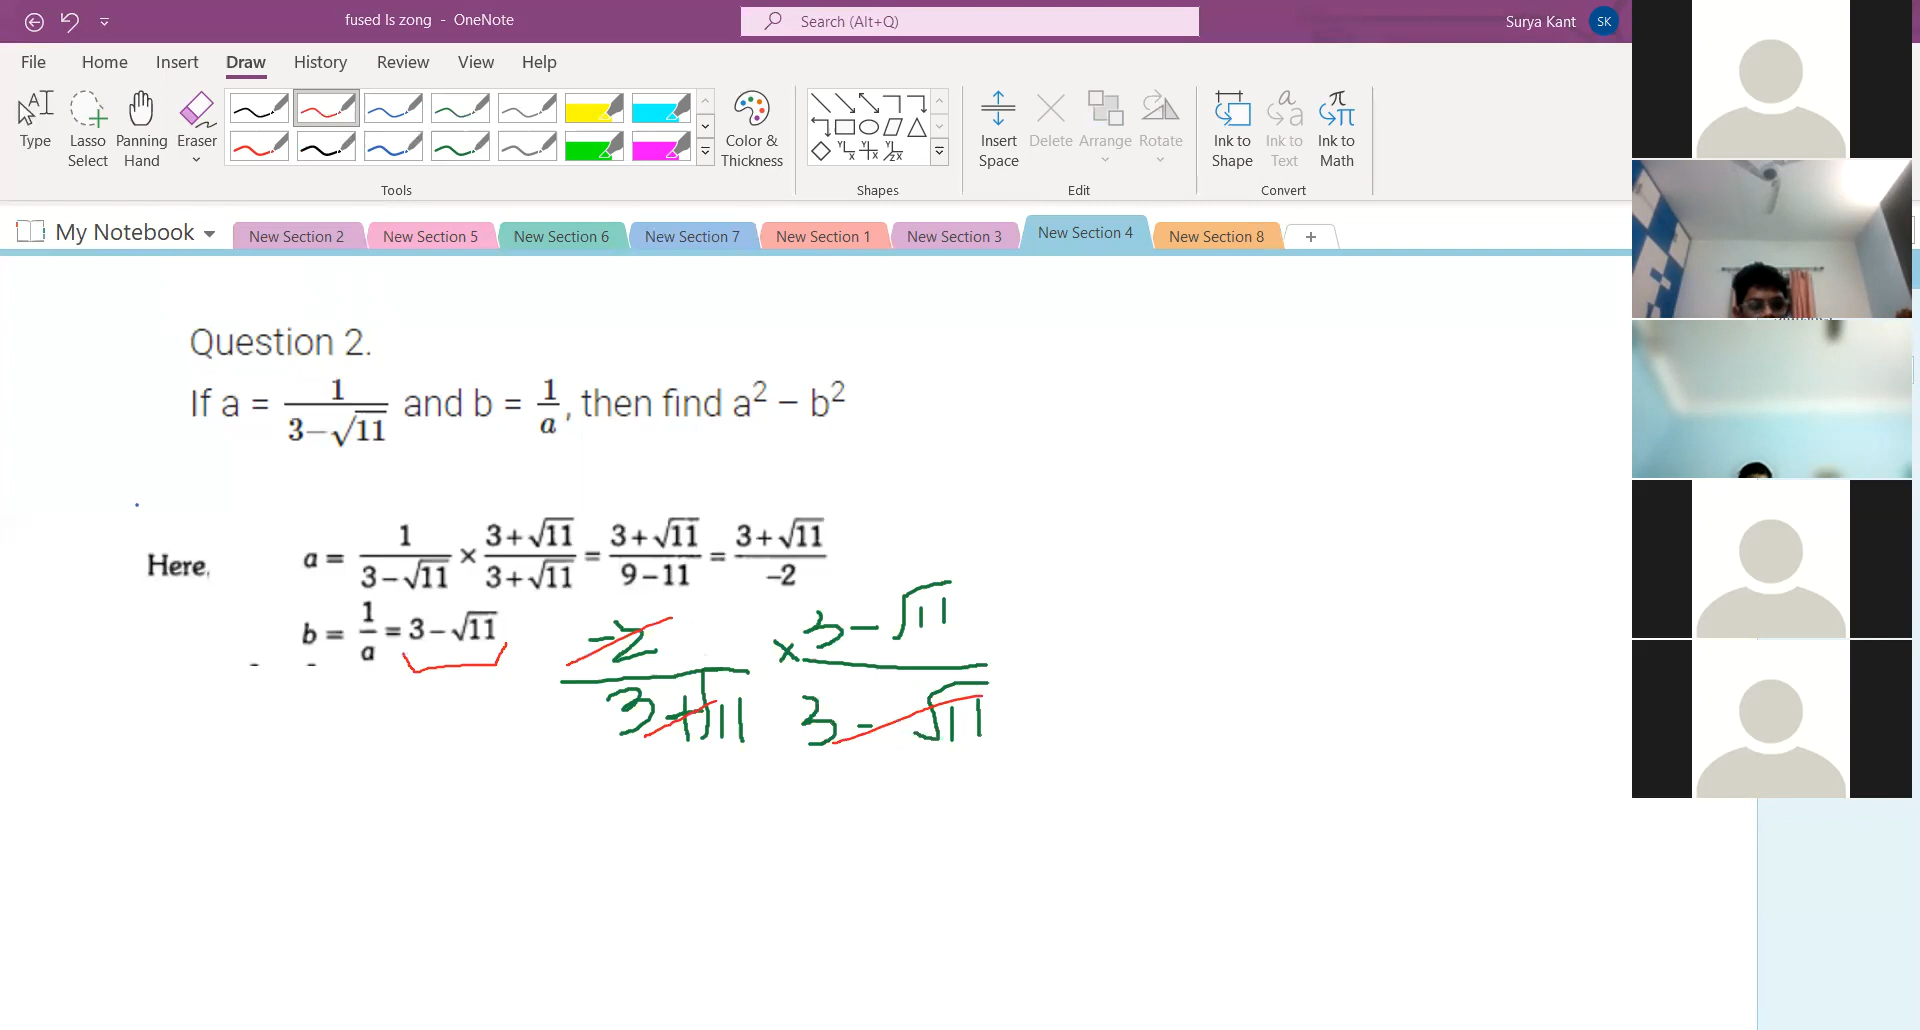 fused Is zong - OneNote
Search (Alt+Q)
Surya Kant SK
File Home Insert Draw History Review View Help
Type
Lasso Select
Panning Hand
Eraser
Color & Thickness
Insert Space
Delete
Arrange
Rotate
Ink to Shape
Ink to Text
Ink to Math
Tools Shapes Edit Convert
My Notebook
New Section 2 New Section 5 New Section 6 New Section 7 New Section 1 New Section 3 New Section 4 New Section 8 +
Question 2.
If a = 1/(3−√11) and b = 1/a, then find a² − b²
Here, a = 1/(3−√11) × (3+√11)/(3+√11) = (3+√11)/(9−11) = (3+√11)/−2
b = 1/a = 3−√11
−2/(3+√11) × (3−√11)/(3−√11)